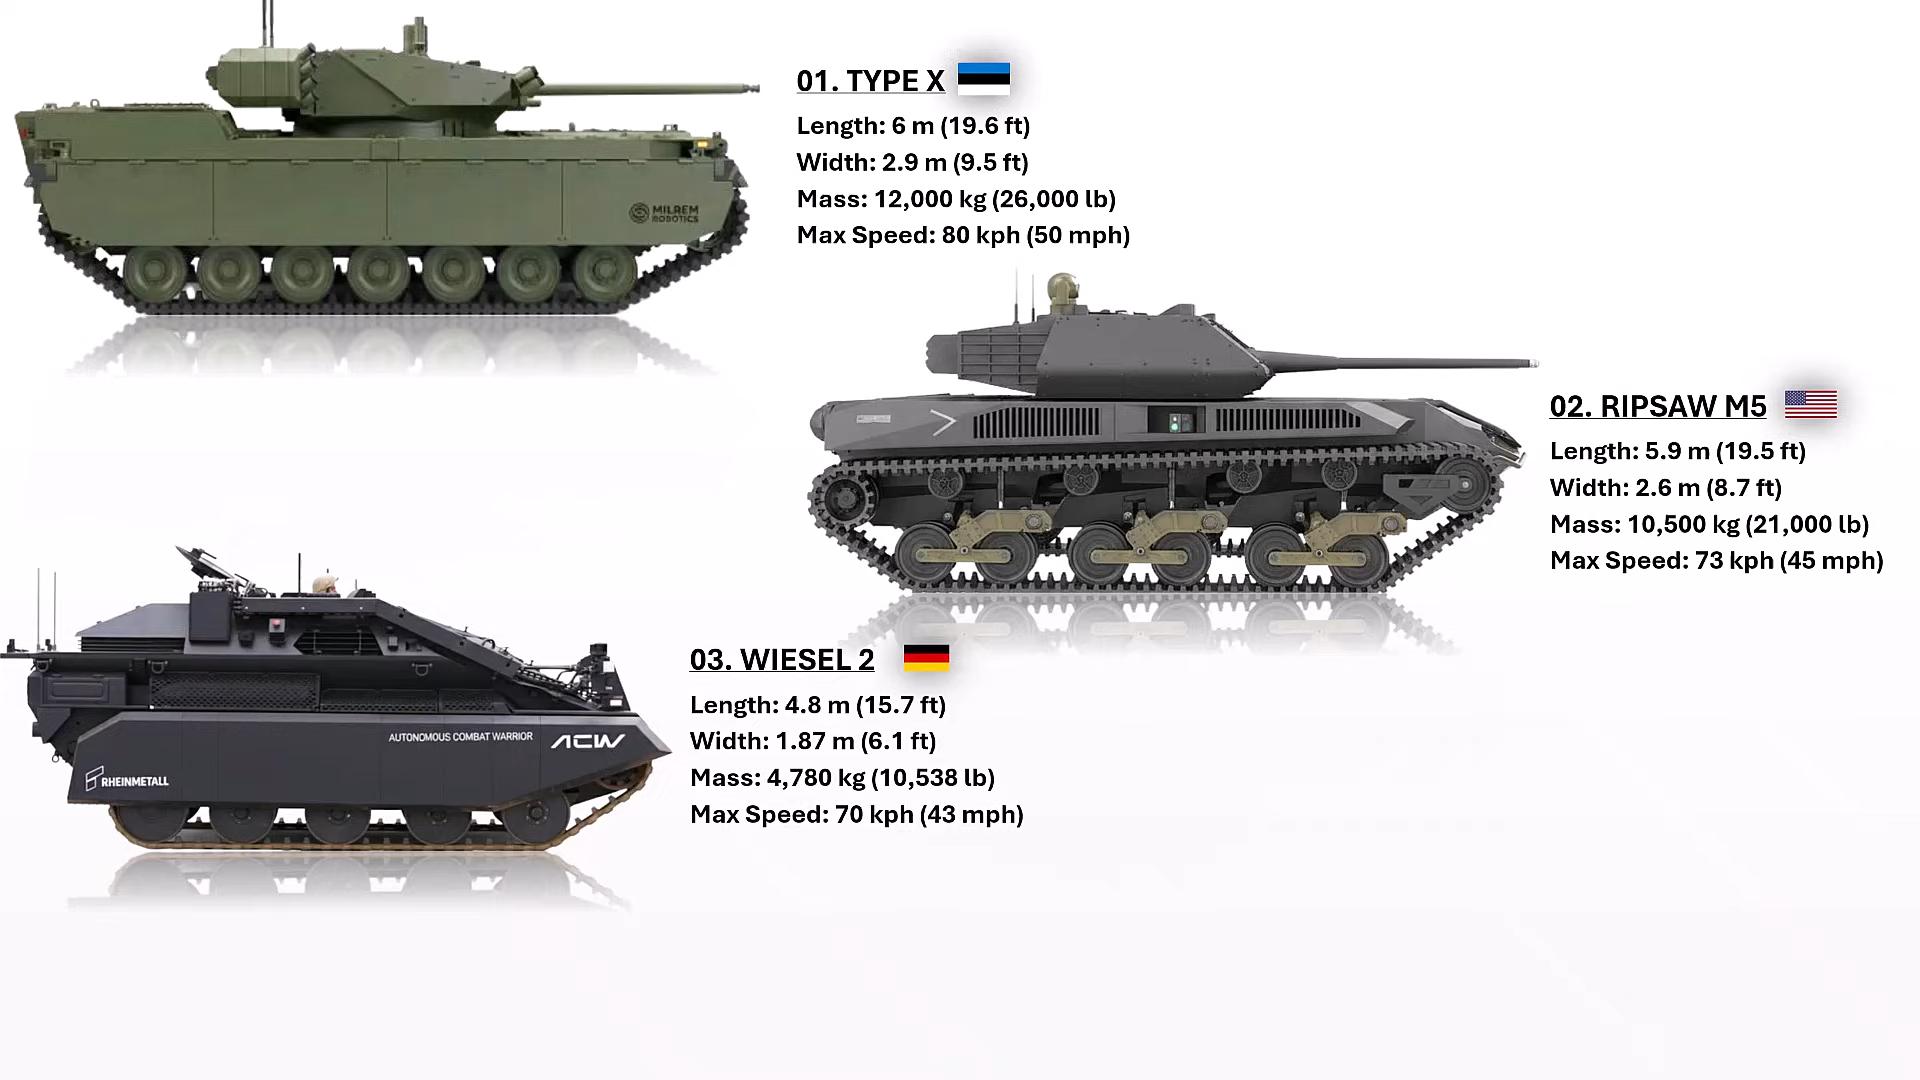 01. TYPE X
Length: 6 m (19.6 ft)
Width: 2.9 m (9.5 ft)
Mass: 12,000 kg (26,000 lb)
Max Speed: 80 kph (50 mph)
MILREM
ROBOTICS
02. RIPSAW M5
Length: 5.9 m (19.5 ft)
Width: 2.6 m (8.7 ft)
Mass: 10,500 kg (21,000 lb)
Max Speed: 73 kph (45 mph)
03. WIESEL 2
Length: 4.8 m (15.7 ft)
Width: 1.87 m (6.1 ft)
Mass: 4,780 kg (10,538 lb)
Max Speed: 70 kph (43 mph)
AUTONOMOUS COMBAT WARRIOR
ACW
RHEINMETALL